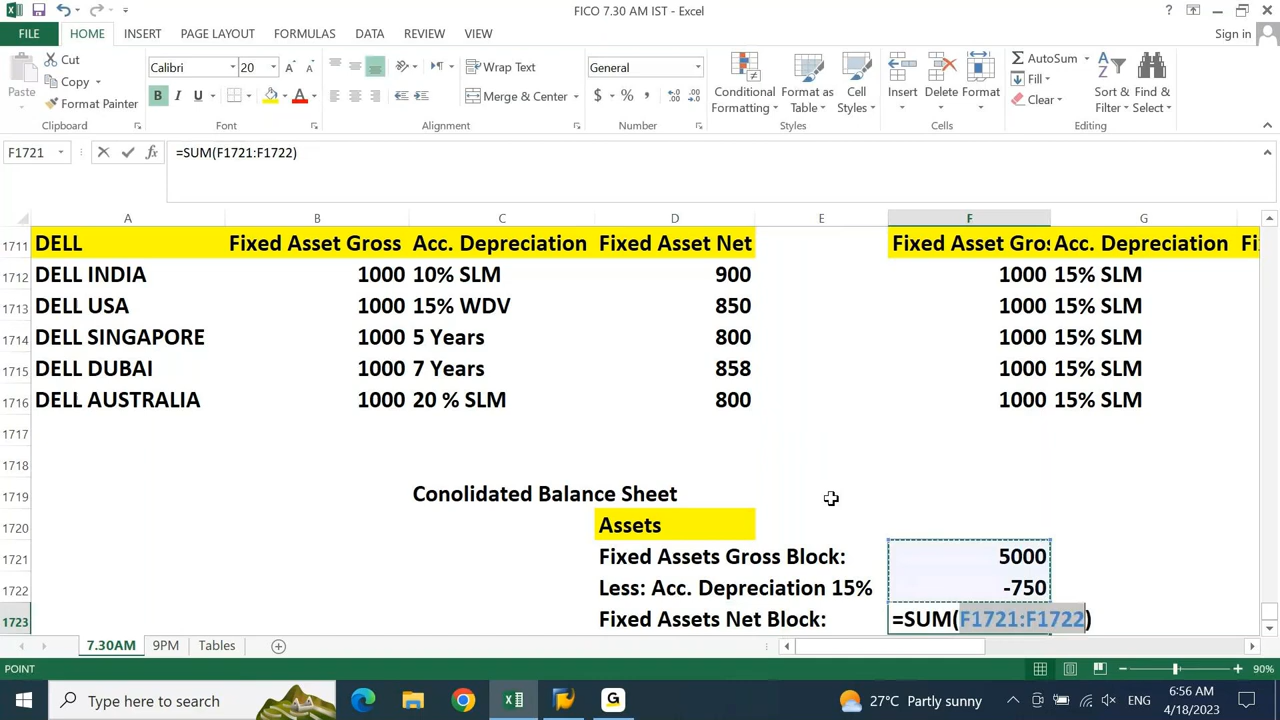 FICO 7.30 AM IST - Excel
?
FILE
HOME
INSERT
PAGE LAYOUT
FORMULAS
DATA
REVIEW
VIEW
Sign in
Paste
Cut
Copy
Format Painter
Clipboard
Calibri
20
B I U
Font
Wrap Text
Merge & Center
Alignment
General
$ % ,
Number
Conditional Formatting
Format as Table
Cell Styles
Styles
Insert
Delete
Format
Cells
AutoSum
Fill
Clear
Sort & Filter
Find & Select
Editing
F1721
fx
=SUM(F1721:F1722)
A B C D E F G
1711 DELL Fixed Asset Gross Acc. Depreciation Fixed Asset Net Fixed Asset Gro Acc. Depreciation Fi
1712 DELL INDIA 1000 10% SLM 900 1000 15% SLM
1713 DELL USA 1000 15% WDV 850 1000 15% SLM
1714 DELL SINGAPORE 1000 5 Years 800 1000 15% SLM
1715 DELL DUBAI 1000 7 Years 858 1000 15% SLM
1716 DELL AUSTRALIA 1000 20 % SLM 800 1000 15% SLM
1717
1718
1719 Conolidated Balance Sheet
1720 Assets
1721 Fixed Assets Gross Block: 5000
1722 Less: Acc. Depreciation 15% -750
1723 Fixed Assets Net Block: =SUM(F1721:F1722)
7.30AM 9PM Tables
POINT
90%
Type here to search
27°C Partly sunny
ENG
6:56 AM
4/18/2023